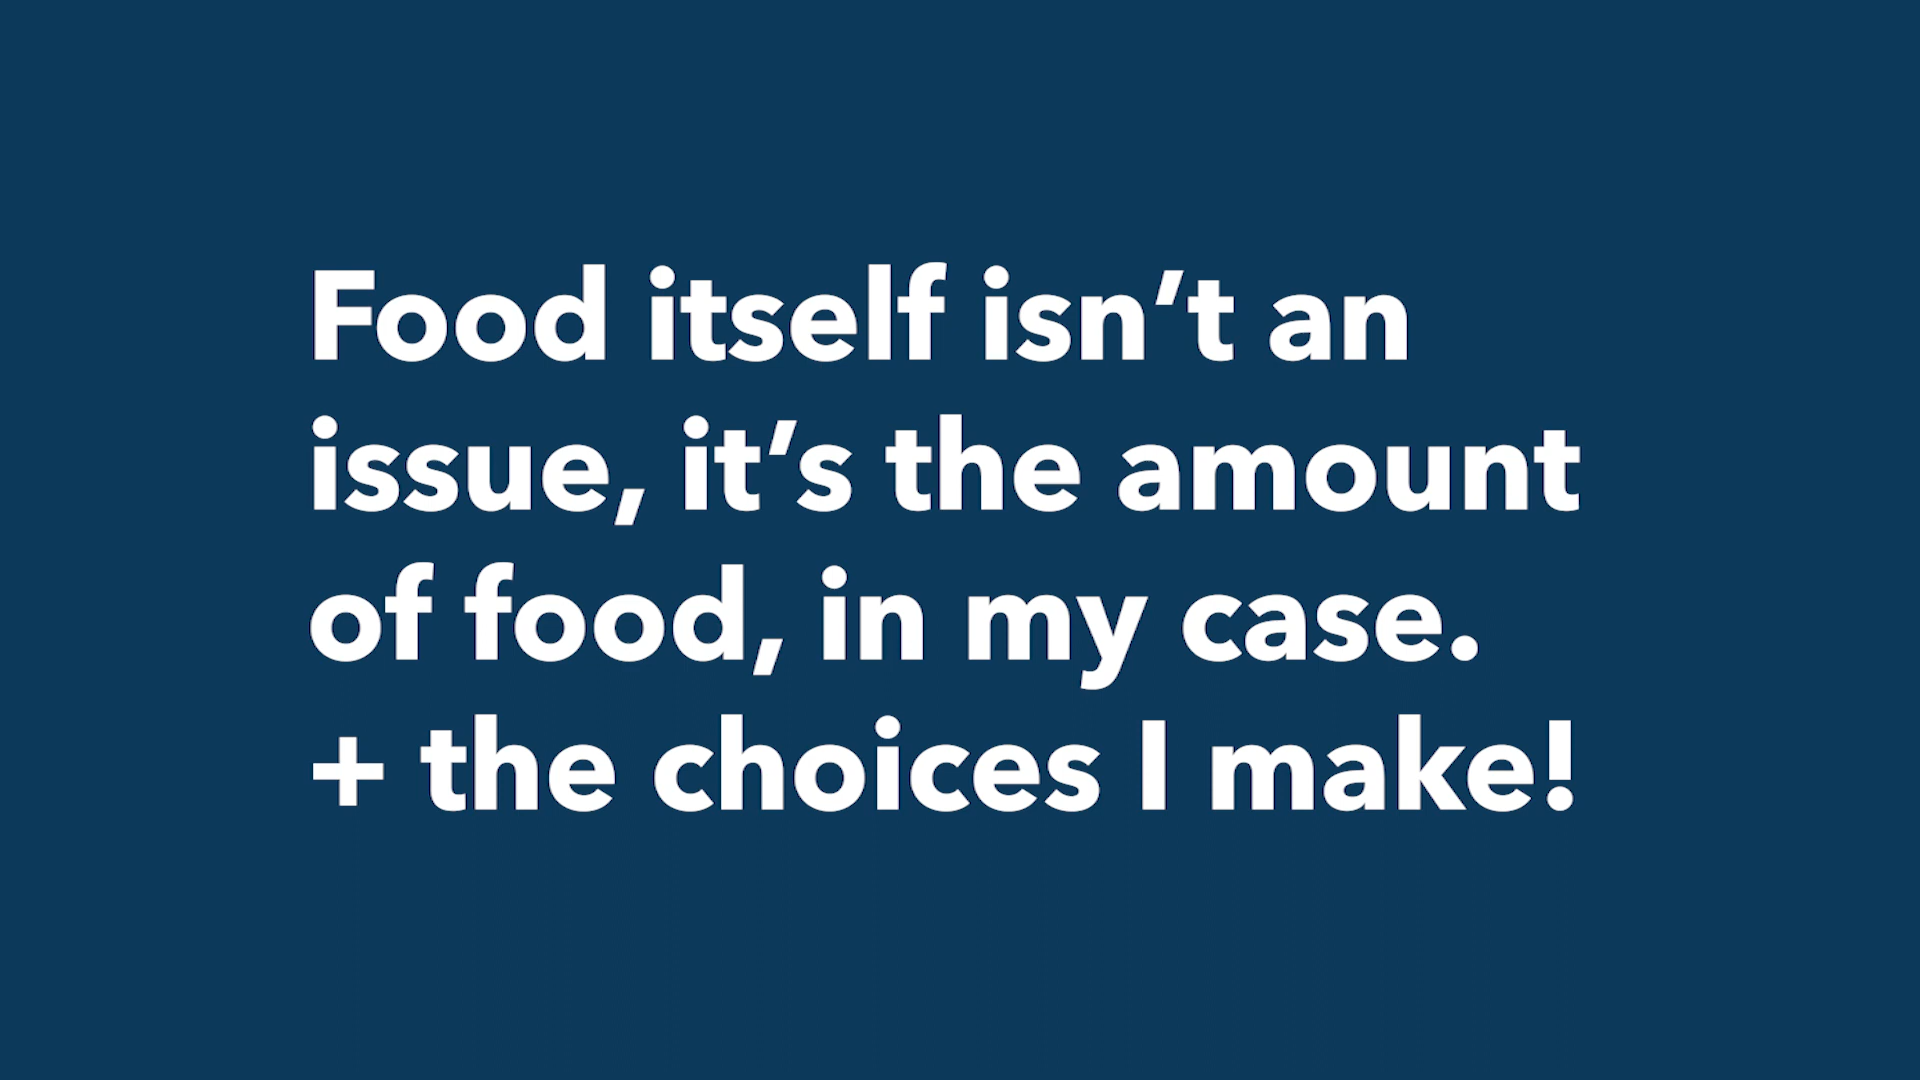 Food itself isn’t an
issue, it’s the amount
of food, in my case.
+ the choices I make!